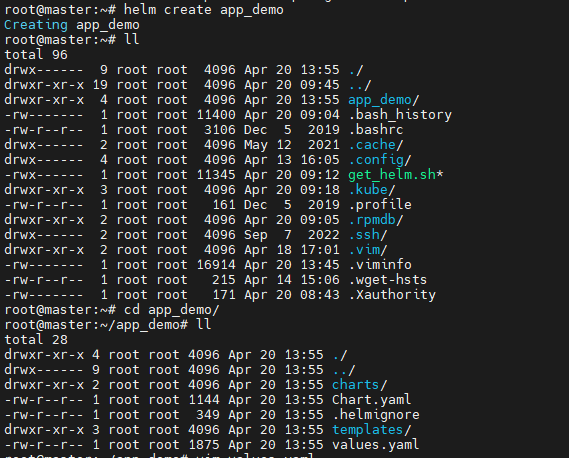 root@master:~# helm create app_demo
Creating app_demo
root@master:~# ll
total 96
drwx------  9 root root  4096 Apr 20 13:55 ./
drwxr-xr-x 19 root root  4096 Apr 20 09:45 ../
drwxr-xr-x  4 root root  4096 Apr 20 13:55 app_demo/
-rw-------  1 root root 11400 Apr 20 09:04 .bash_history
-rw-r--r--  1 root root  3106 Dec  5  2019 .bashrc
drwx------  2 root root  4096 May 12  2021 .cache/
drwx------  4 root root  4096 Apr 13 16:05 .config/
-rwx------  1 root root 11345 Apr 20 09:12 get_helm.sh*
drwxr-xr-x  3 root root  4096 Apr 20 09:18 .kube/
-rw-r--r--  1 root root   161 Dec  5  2019 .profile
drwxr-xr-x  2 root root  4096 Apr 20 09:05 .rpmdb/
drwx------  2 root root  4096 Sep  7  2022 .ssh/
drwxr-xr-x  2 root root  4096 Apr 18 17:01 .vim/
-rw-------  1 root root 16914 Apr 20 13:45 .viminfo
-rw-r--r--  1 root root   215 Apr 14 15:06 .wget-hsts
-rw-------  1 root root   171 Apr 20 08:43 .Xauthority
root@master:~# cd app_demo/
root@master:~/app_demo# ll
total 28
drwxr-xr-x 4 root root 4096 Apr 20 13:55 ./
drwx------ 9 root root 4096 Apr 20 13:55 ../
drwxr-xr-x 2 root root 4096 Apr 20 13:55 charts/
-rw-r--r-- 1 root root 1144 Apr 20 13:55 Chart.yaml
-rw-r--r-- 1 root root  349 Apr 20 13:55 .helmignore
drwxr-xr-x 3 root root 4096 Apr 20 13:55 templates/
-rw-r--r-- 1 root root 1875 Apr 20 13:55 values.yaml